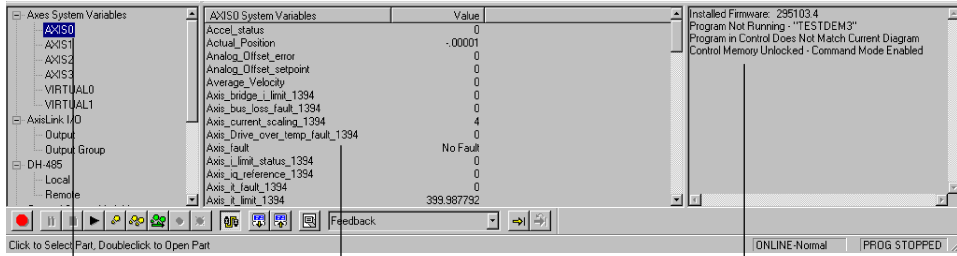 Axes System Variables
AXIS0
AXIS1
AXIS2
AXIS3
VIRTUAL0
VIRTUAL1
AxisLink I/O
Output
Output Group
DH-485
Local
Remote
AXIS0 System Variables Value
Accel_status 0
Actual_Position -.00001
Analog_Offset_error 0
Analog_Offset_setpoint 0
Average_Velocity 0
Axis_bridge_i_limit_1394 0
Axis_bus_loss_fault_1394 0
Axis_current_scaling_1394 4
Axis_Drive_over_temp_fault_1394 0
Axis_fault No Fault
Axis_i_limit_status_1394 0
Axis_iq_reference_1394 0
Axis_it_fault_1394 0
Axis_it_limit_1394 399.987792
Installed Firmware: 295103.4
Program Not Running - "TESTDEM3"
Program in Control Does Not Match Current Diagram
Control Memory Unlocked - Command Mode Enabled
Feedback
Click to Select Part, Doubleclick to Open Part
ONLINE-Normal
PROG STOPPED